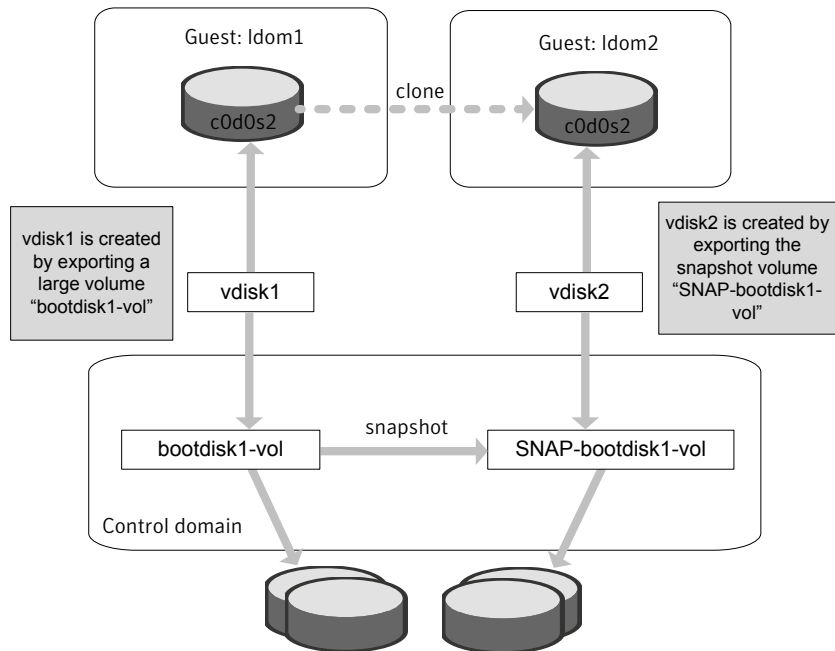 Guest: ldom1
Guest: ldom2
clone
c0d0s2
c0d0s2
vdisk1 is created
by exporting a
large volume
“bootdisk1-vol”
vdisk2 is created by
exporting the
snapshot volume
“SNAP-bootdisk1-
vol”
vdisk1
vdisk2
snapshot
bootdisk1-vol
SNAP-bootdisk1-vol
Control domain